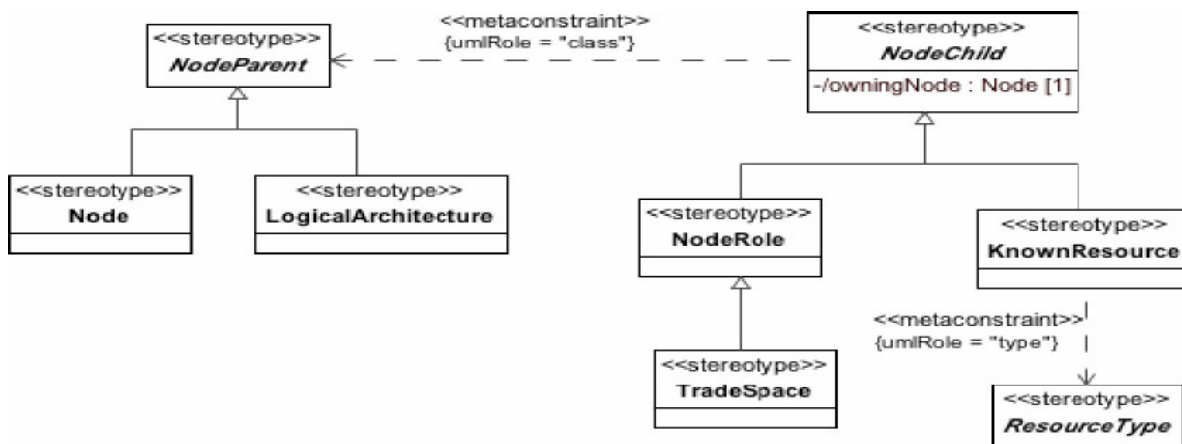 <<metaconstraint>>
{umlRole = "class"}
<<stereotype>>
NodeParent
<<stereotype>>
NodeChild
-/owningNode : Node [1]
<<stereotype>>
Node
<<stereotype>>
LogicalArchitecture
<<stereotype>>
NodeRole
<<stereotype>>
KnownResource
<<metaconstraint>>
{umlRole = "type"}
<<stereotype>>
TradeSpace
<<stereotype>>
ResourceType